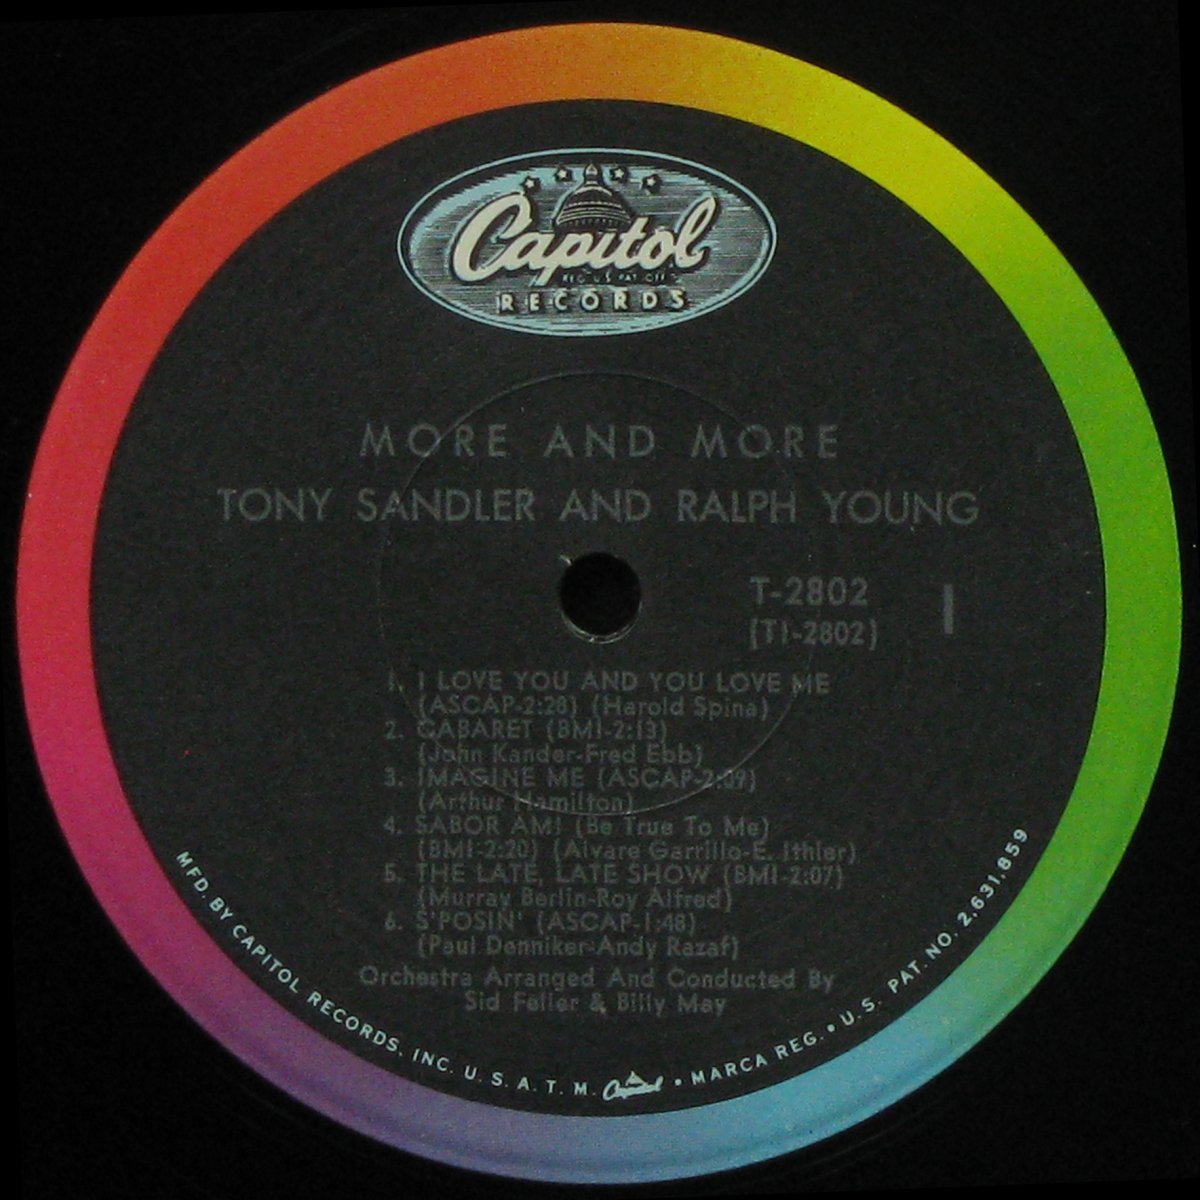 Capitol
REG. U.S. PAT. OFF.
RECORDS
MORE AND MORE
TONY SANDLER AND RALPH YOUNG
T-2802
(T1-2802)
1
1. I LOVE YOU AND YOU LOVE ME
(ASCAP-2:28) (Harold Spina)
2. CABARET (BMI-2:13)
(John Kander-Fred Ebb)
3. IMAGINE ME (ASCAP-2:09)
(Arthur Hamilton)
4. SABOR AMI (Be True To Me)
(BMI-2:20) (Alvare Garrillo-E. Ithier)
5. THE LATE, LATE SHOW (BMI-2:07)
(Murray Berlin-Roy Alfred)
6. S'POSIN' (ASCAP-1:48)
(Paul Denniker-Andy Razaf)
Orchestra Arranged And Conducted By
Sid Feller & Billy May
MFD. BY CAPITOL RECORDS, INC. U. S. A. T. M. Capitol • MARCA REG. • U.S. PAT. NO. 2,631,859